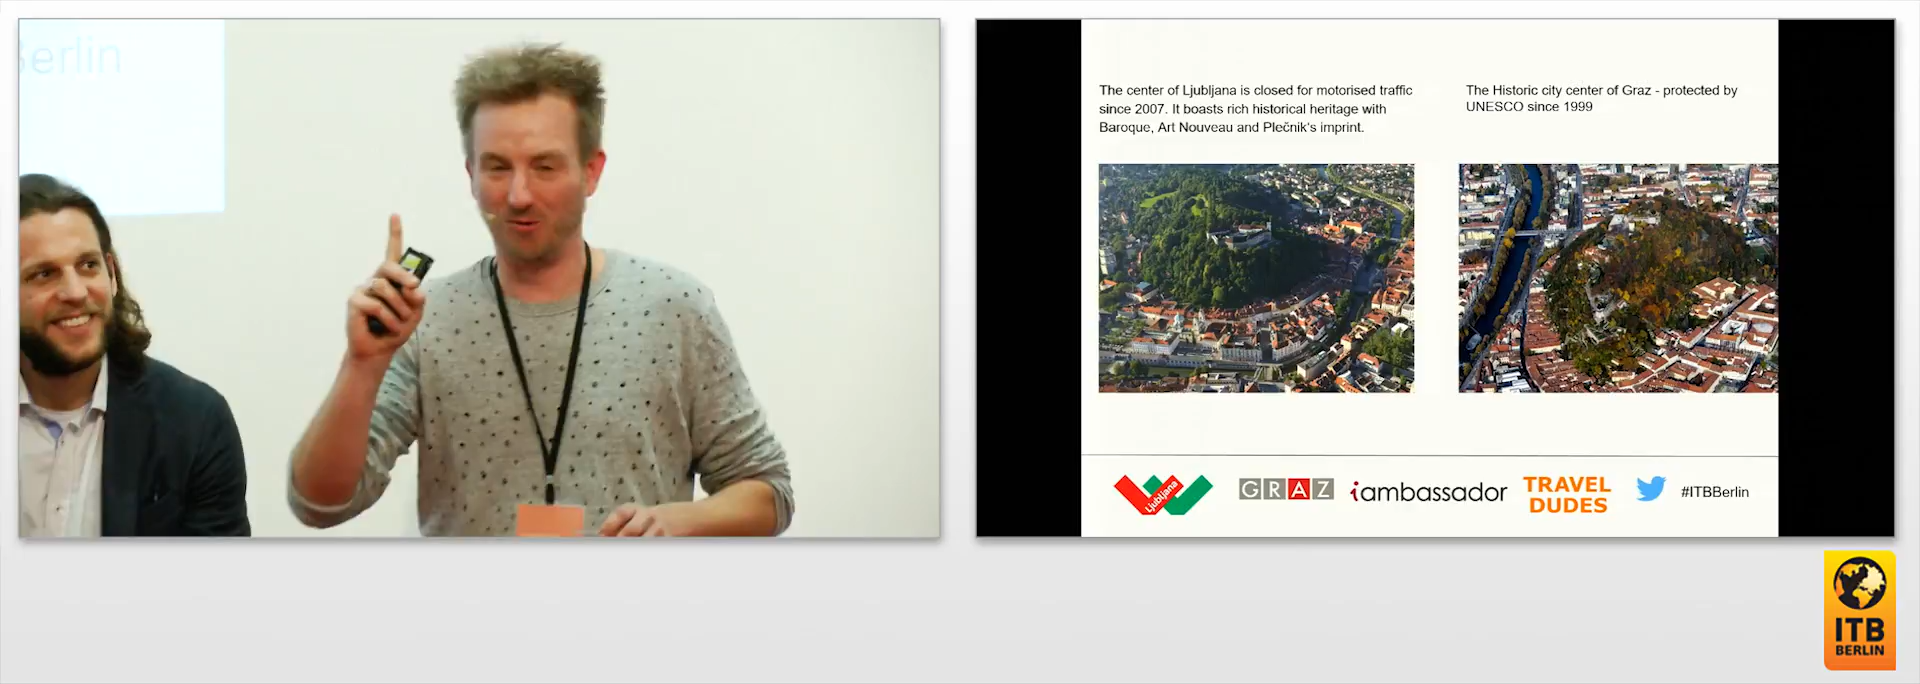 Berlin
The center of Ljubljana is closed for motorised traffic
since 2007. It boasts rich historical heritage with
Baroque, Art Nouveau and Plečnik's imprint.
The Historic city center of Graz - protected by
UNESCO since 1999
Ljubljana
GRAZ
iambassador
TRAVEL
DUDES
#ITBBerlin
ITB
BERLIN